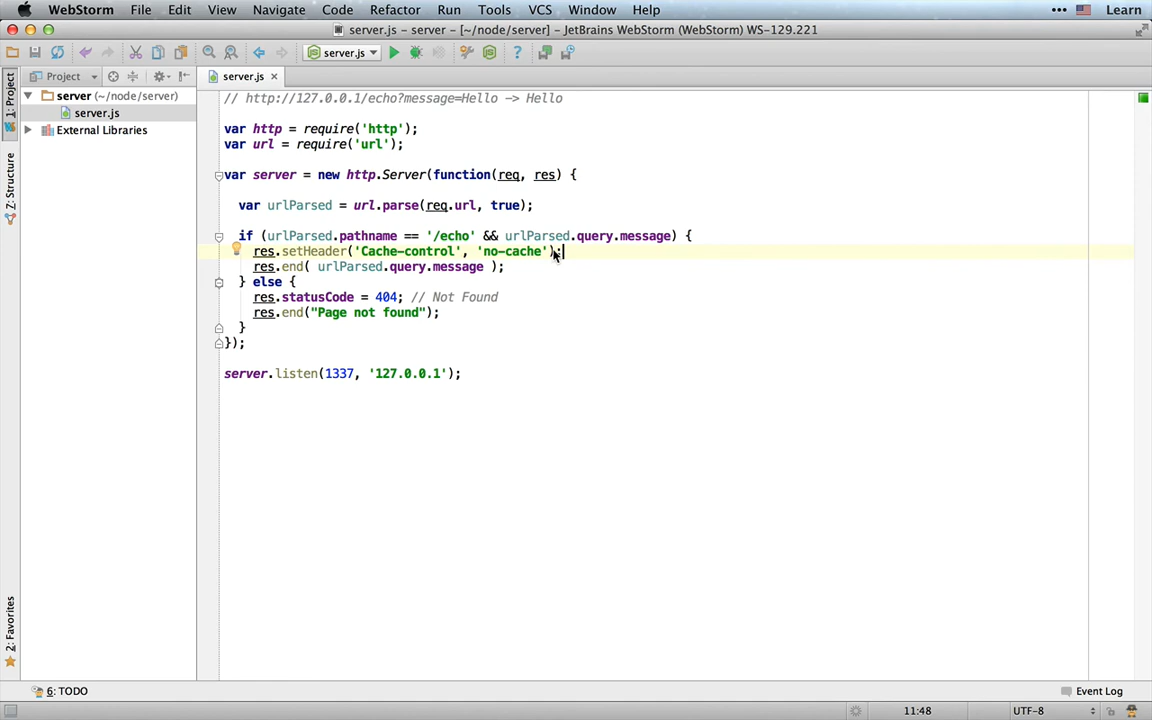 WebStorm File Edit View Navigate Code Refactor Run Tools VCS Window Help Learn
server.js – server – [~/node/server] – JetBrains WebStorm (WebStorm) WS-129.221
server.js
Project
server.js
1: Project
Z: Structure
2: Favorites
server (~/node/server)
server.js
External Libraries
// http://127.0.0.1/echo?message=Hello -> Hello
var http = require('http');
var url = require('url');
var server = new http.Server(function(req, res) {
var urlParsed = url.parse(req.url, true);
if (urlParsed.pathname == '/echo' && urlParsed.query.message) {
res.setHeader('Cache-control', 'no-cache');
res.end( urlParsed.query.message );
} else {
res.statusCode = 404; // Not Found
res.end("Page not found");
}
});
server.listen(1337, '127.0.0.1');
6: TODO
Event Log
11:48 UTF-8